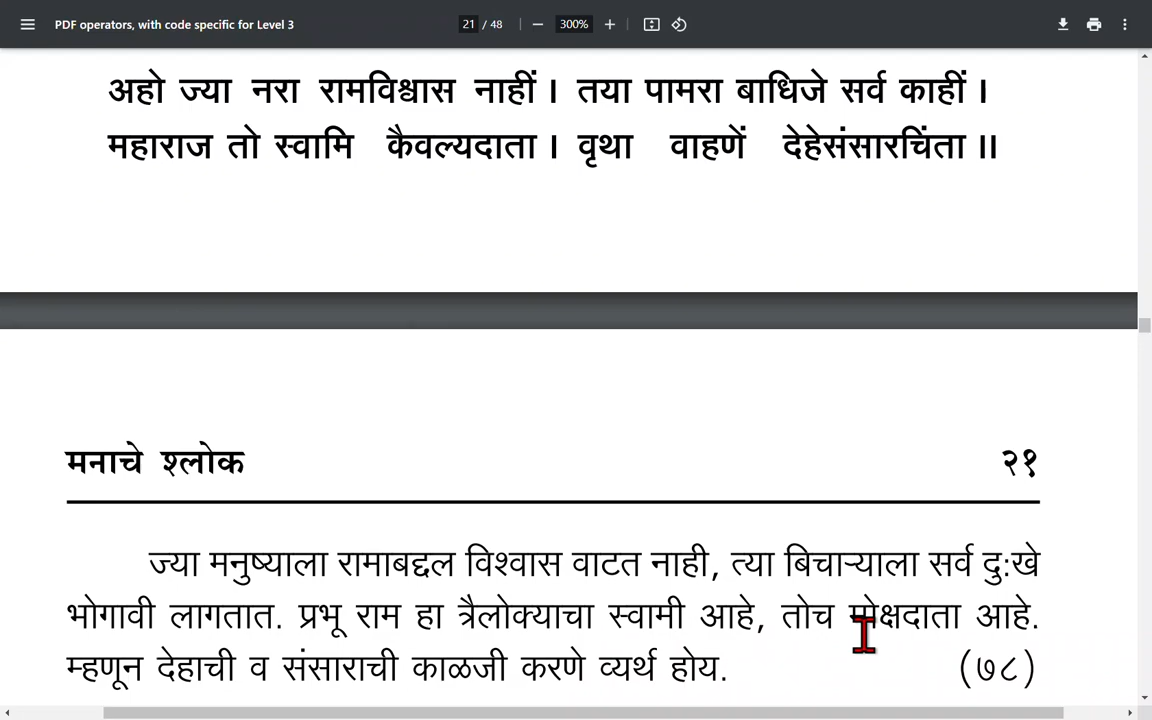 PDF operators, with code specific for Level 3 21 / 48 300%
अहो ज्या नरा रामविश्वास नाहीं । तया पामरा बाधिजे सर्व काहीं ।
महाराज तो स्वामि कैवल्यदाता । वृथा वाहणें देहेसंसारचिंता ॥
मनाचे श्लोक २१
ज्या मनुष्याला रामाबद्दल विश्वास वाटत नाही, त्या बिचाऱ्याला सर्व दुःखे
भोगावी लागतात. प्रभू राम हा त्रैलोक्याचा स्वामी आहे, तोच मोक्षदाता आहे.
म्हणून देहाची व संसाराची काळजी करणे व्यर्थ होय. (७८)